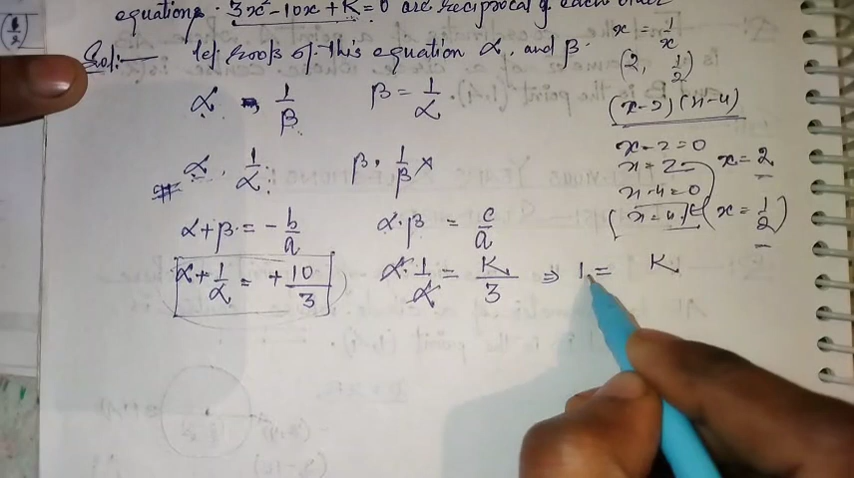 equations 3x² - 10x + K = 0 are reciprocal of each other
Sol:— let roots of this equation α, and β.
α = 1/β β = 1/α
α, 1/α β, 1/β
α+β = -b/a α·β = c/a
α + 1/α = +10/3 α·1/α = K/3 ⇒ 1 = K
x = 1/x
(2, 1/2)
(x-2)(x-4)
x-2=0
x=2 x=2
x-4=0
x=4 x=1/2